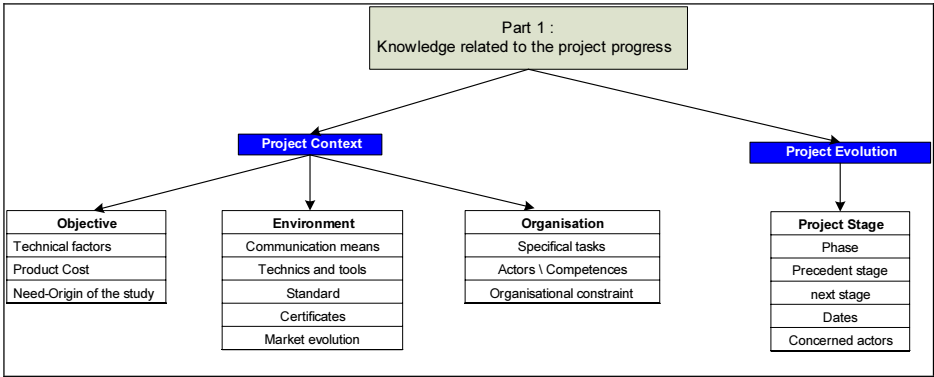 Part 1 :
Knowledge related to the project progress
Project Context
Project Evolution
Objective
Technical factors
Product Cost
Need-Origin of the study
Environment
Communication means
Technics and tools
Standard
Certificates
Market evolution
Organisation
Specifical tasks
Actors \ Competences
Organisational constraint
Project Stage
Phase
Precedent stage
next stage
Dates
Concerned actors